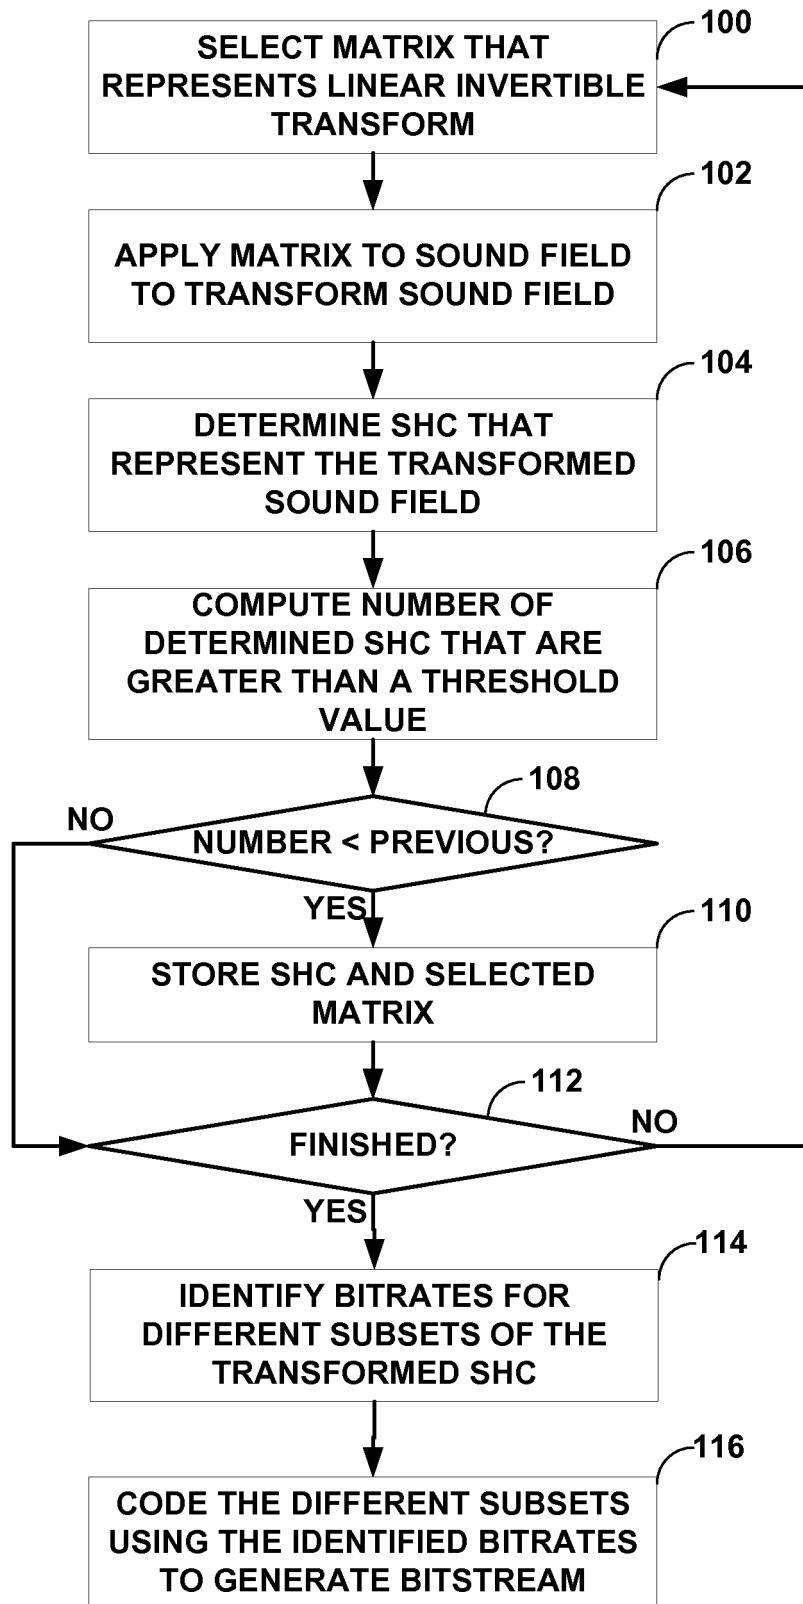 100
SELECT MATRIX THAT
REPRESENTS LINEAR INVERTIBLE
TRANSFORM
102
APPLY MATRIX TO SOUND FIELD
TO TRANSFORM SOUND FIELD
104
DETERMINE SHC THAT
REPRESENT THE TRANSFORMED
SOUND FIELD
106
COMPUTE NUMBER OF
DETERMINED SHC THAT ARE
GREATER THAN A THRESHOLD
VALUE
108
NO
NUMBER < PREVIOUS?
YES
110
STORE SHC AND SELECTED
MATRIX
112
NO
FINISHED?
YES
114
IDENTIFY BITRATES FOR
DIFFERENT SUBSETS OF THE
TRANSFORMED SHC
116
CODE THE DIFFERENT SUBSETS
USING THE IDENTIFIED BITRATES
TO GENERATE BITSTREAM